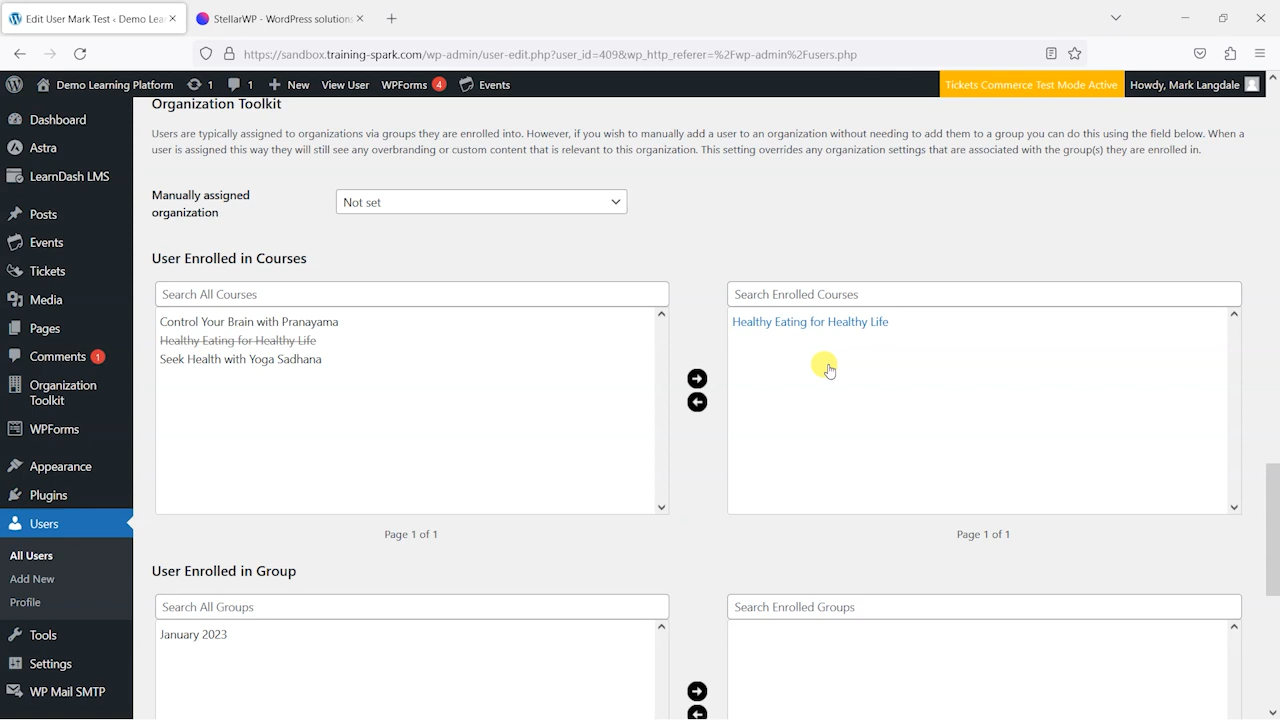 Edit User Mark Test ‹ Demo Lea
StellarWP - WordPress solutions
https://sandbox.training-spark.com/wp-admin/user-edit.php?user_id=409&wp_http_referer=%2Fwp-admin%2Fusers.php
Demo Learning Platform 1 1 New View User WPForms 4 Events Tickets Commerce Test Mode Active Howdy, Mark Langdale
Dashboard
Astra
LearnDash LMS
Posts
Events
Tickets
Media
Pages
Comments 1
Organization
Toolkit
WPForms
Appearance
Plugins
Users
All Users
Add New
Profile
Tools
Settings
WP Mail SMTP
Organization Toolkit
Users are typically assigned to organizations via groups they are enrolled into. However, if you wish to manually add a user to an organization without needing to add them to a group you can do this using the field below. When a
user is assigned this way they will still see any overbranding or custom content that is relevant to this organization. This setting overrides any organization settings that are associated with the group(s) they are enrolled in.
Manually assigned
organization
Not set
User Enrolled in Courses
Search All Courses
Control Your Brain with Pranayama
Healthy Eating for Healthy Life
Seek Health with Yoga Sadhana
Page 1 of 1
Search Enrolled Courses
Healthy Eating for Healthy Life
Page 1 of 1
User Enrolled in Group
Search All Groups
January 2023
Search Enrolled Groups